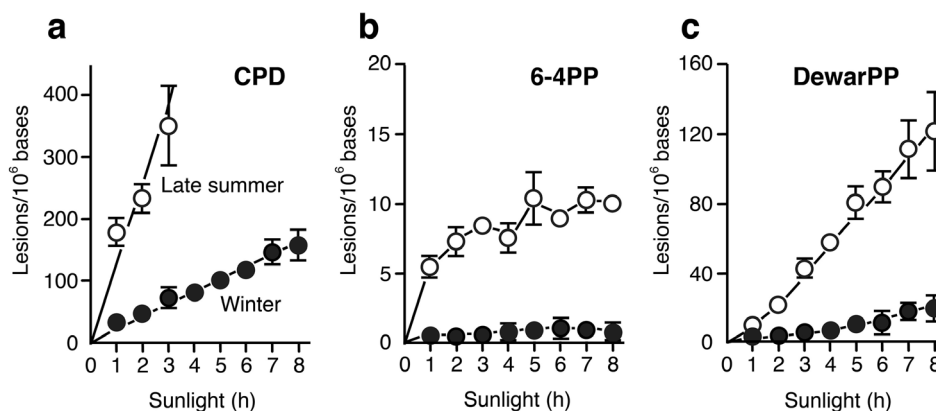 a
CPD
Lesions/10⁶ bases
400
300
200
100
0
Late summer
Winter
0 1 2 3 4 5 6 7 8
Sunlight (h)
b
6-4PP
Lesions/10⁶ bases
20
15
10
5
0
0 1 2 3 4 5 6 7 8
Sunlight (h)
c
DewarPP
Lesions/10⁶ bases
160
120
80
40
0
0 1 2 3 4 5 6 7 8
Sunlight (h)